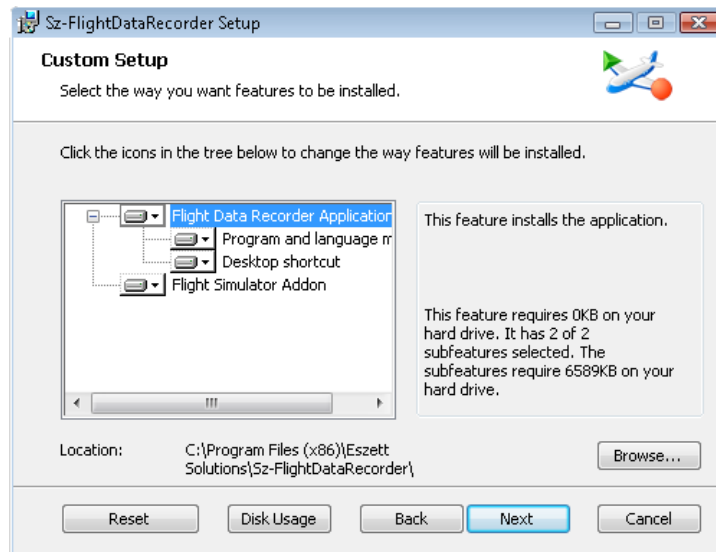 Sz-FlightDataRecorder Setup
Custom Setup
Select the way you want features to be installed.
Click the icons in the tree below to change the way features will be installed.
Flight Data Recorder Application
Program and language m
Desktop shortcut
Flight Simulator Addon
This feature installs the application.
This feature requires 0KB on your
hard drive. It has 2 of 2
subfeatures selected. The
subfeatures require 6589KB on your
hard drive.
Location:
C:\Program Files (x86)\Eszett
Solutions\Sz-FlightDataRecorder\
Browse...
Reset
Disk Usage
Back
Next
Cancel